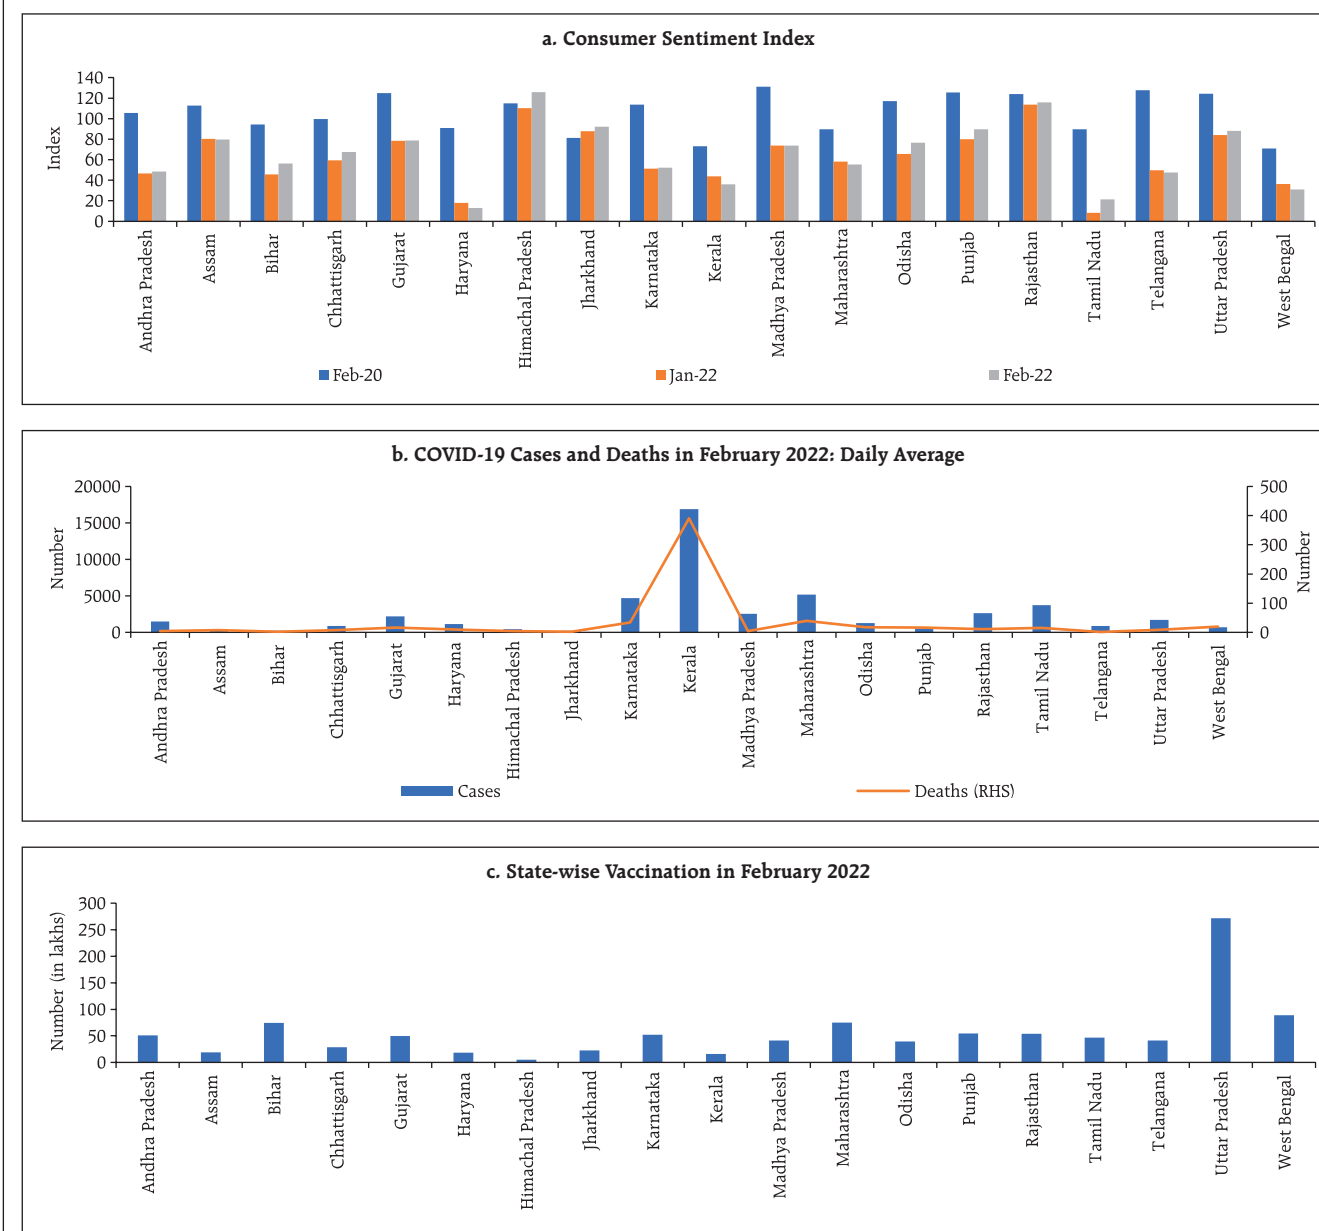 a. Consumer Sentiment Index
Index
140
120
100
80
60
40
20
0
Andhra Pradesh
Assam
Bihar
Chhattisgarh
Gujarat
Haryana
Himachal Pradesh
Jharkhand
Karnataka
Kerala
Madhya Pradesh
Maharashtra
Odisha
Punjab
Rajasthan
Tamil Nadu
Telangana
Uttar Pradesh
West Bengal
Feb-20 Jan-22 Feb-22
b. COVID-19 Cases and Deaths in February 2022: Daily Average
Number
20000
15000
10000
5000
0
500
400
300
200
100
0
Number
Andhra Pradesh
Assam
Bihar
Chhattisgarh
Gujarat
Haryana
Himachal Pradesh
Jharkhand
Karnataka
Kerala
Madhya Pradesh
Maharashtra
Odisha
Punjab
Rajasthan
Tamil Nadu
Telangana
Uttar Pradesh
West Bengal
Cases Deaths (RHS)
c. State-wise Vaccination in February 2022
Number (in lakhs)
300
250
200
150
100
50
0
Andhra Pradesh
Assam
Bihar
Chhattisgarh
Gujarat
Haryana
Himachal Pradesh
Jharkhand
Karnataka
Kerala
Madhya Pradesh
Maharashtra
Odisha
Punjab
Rajasthan
Tamil Nadu
Telangana
Uttar Pradesh
West Bengal